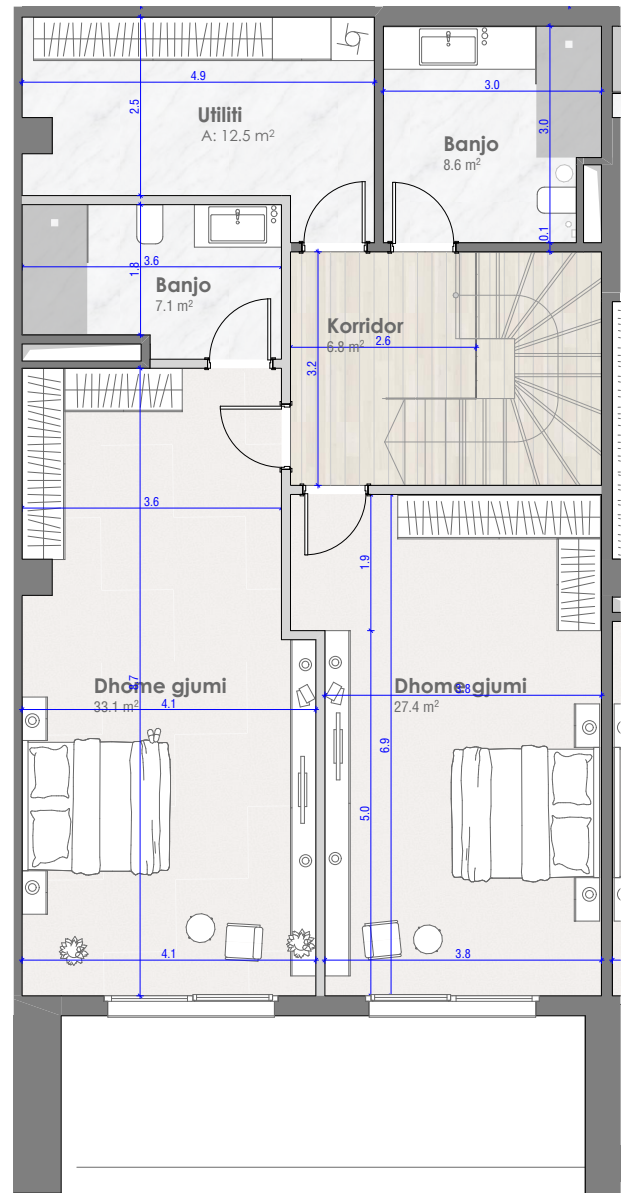 4.9
2.5
Utiliti
A: 12.5 m²
3.0
3.0
Banjo
8.6 m²
0.1
1.8
3.6
Banjo
7.1 m²
Korridor
6.8 m²
2.6
3.2
3.6
1.9
Dhome gjumi
33.1 m²
4.1
Dhome gjumi
27.4 m²
3.8
6.9
5.0
4.1
3.8